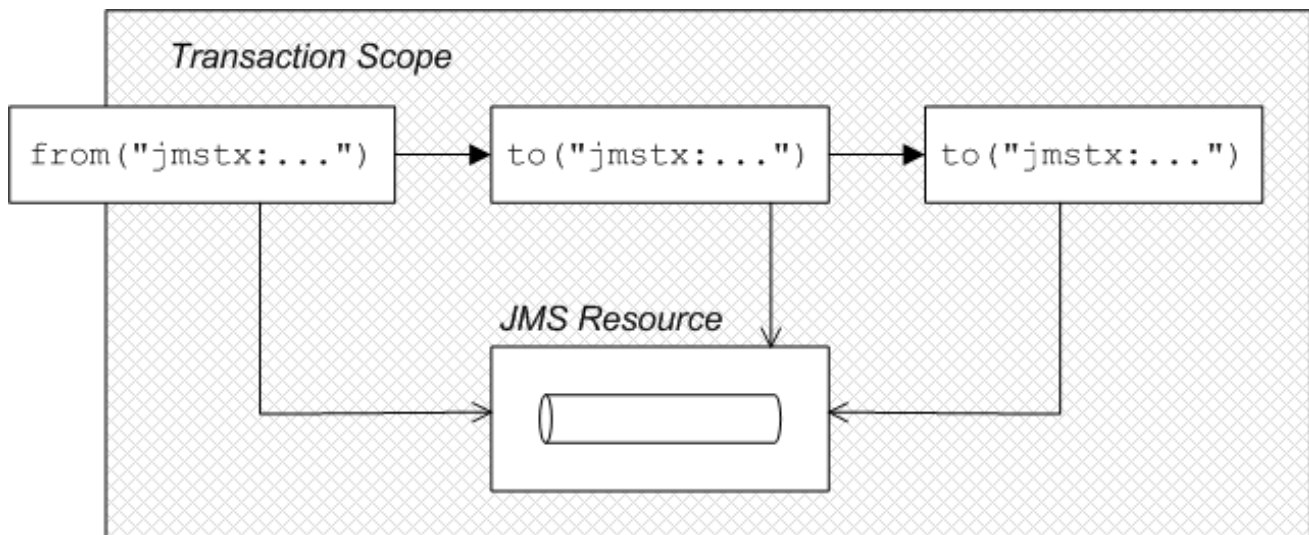 Transaction Scope
from("jmstx:...")
to("jmstx:...")
to("jmstx:...")
JMS Resource